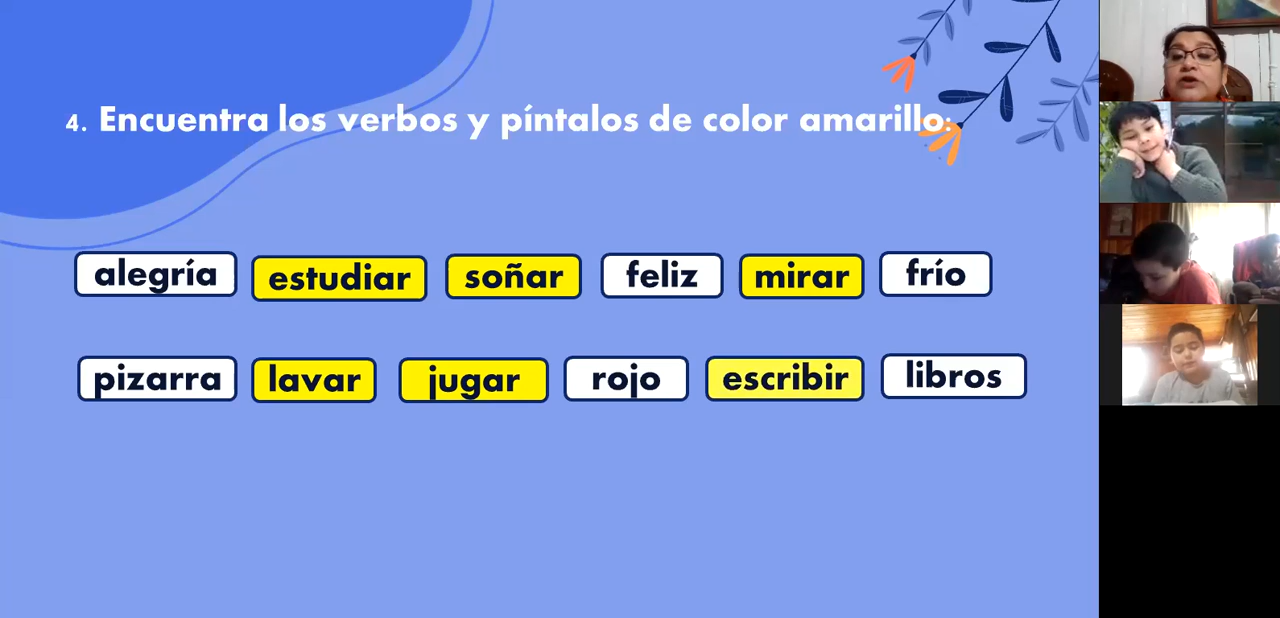 4. Encuentra los verbos y píntalos de color amarillo:
alegría estudiar soñar feliz mirar frío
pizarra lavar jugar rojo escribir libros